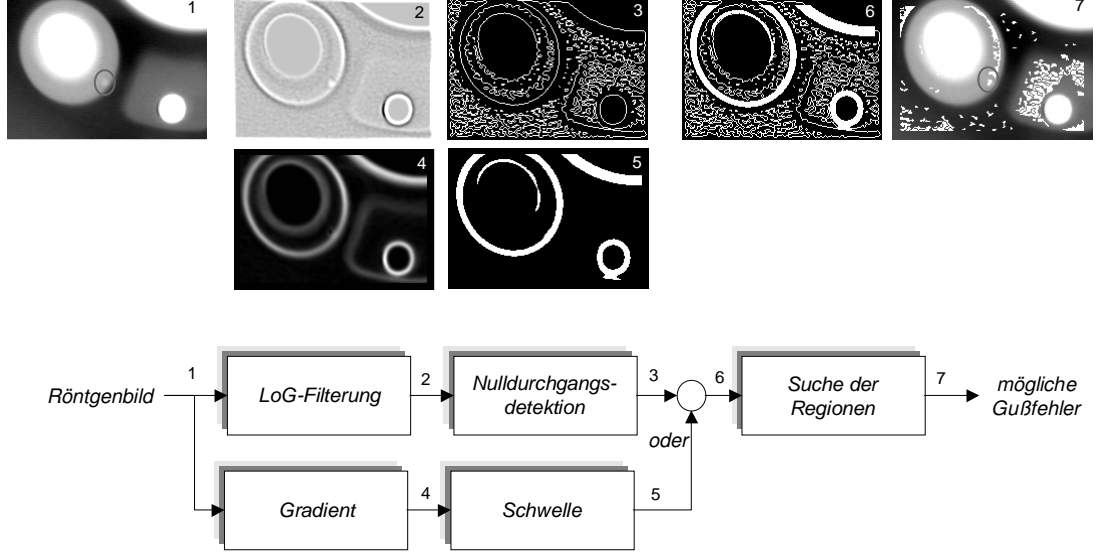 1
2
3
6
7
4
5
Röntgenbild
1
LoG-Filterung
2
Nulldurchgangs-
detektion
3
oder
6
Suche der
Regionen
7
mögliche
Gußfehler
Gradient
4
Schwelle
5